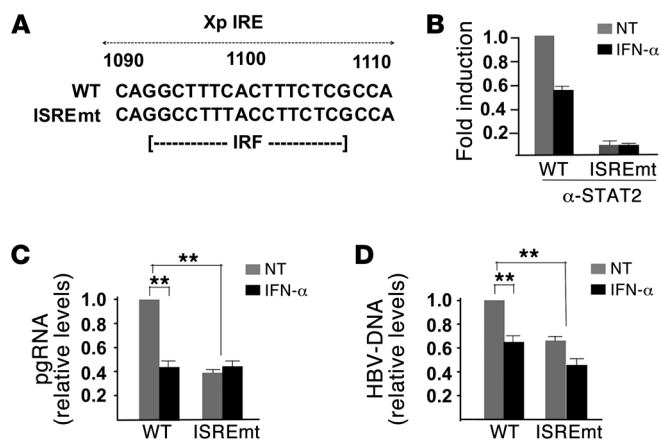 A
Xp IRE
1090 1100 1110
WT CAGGCTTTCACTTTCTCGCCA
ISREmt CAGGCCTTTACCTTCTCGCCA
[------------ IRF ------------]
B
NT
IFN-α
Fold induction
1.0
0.8
0.6
0.4
0.2
WT ISREmt
α-STAT2
C
**
**
NT
IFN-α
pgRNA
(relative levels)
1.0
0.8
0.6
0.4
0.2
WT ISREmt
D
**
**
NT
IFN-α
HBV-DNA
(relative levels)
1.0
0.8
0.6
0.4
0.2
WT ISREmt